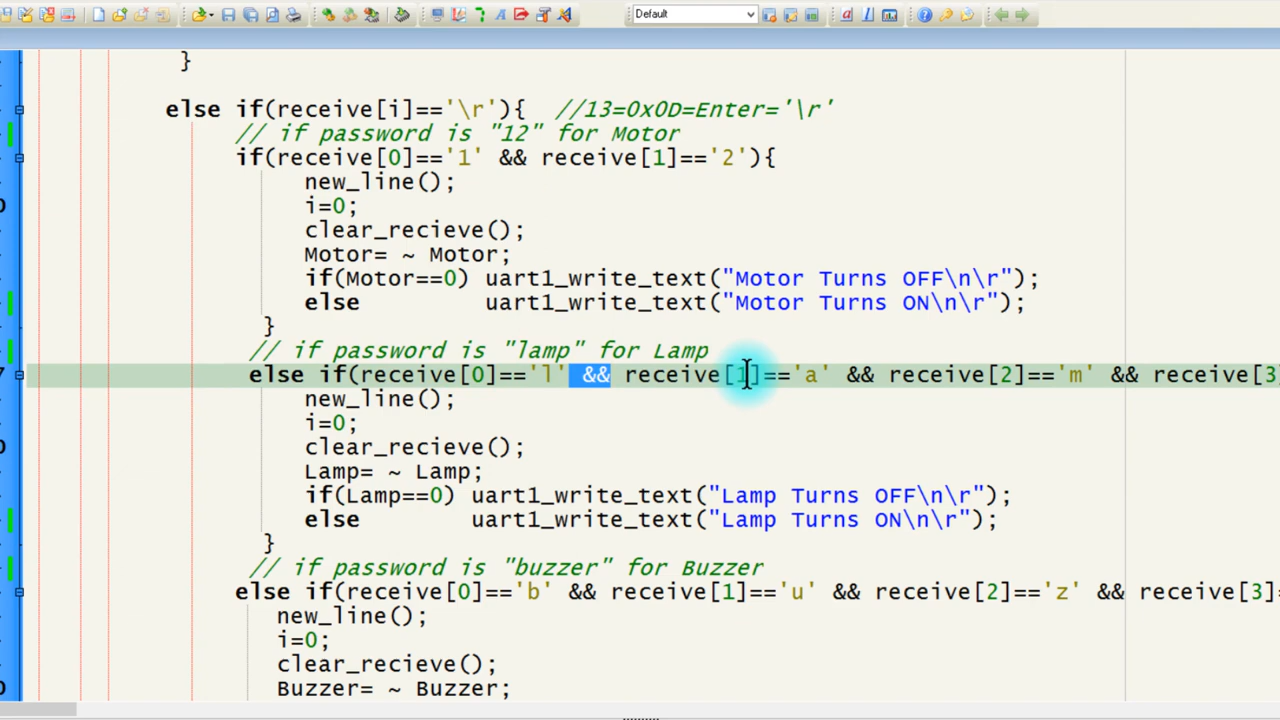 Default
}
else if(receive[i]=='\r'){  //13=0x0D=Enter='\r'
// if password is "12" for Motor
if(receive[0]=='1' && receive[1]=='2'){
new_line();
i=0;
clear_recieve();
Motor= ~ Motor;
if(Motor==0) uart1_write_text("Motor Turns OFF\n\r");
else         uart1_write_text("Motor Turns ON\n\r");
}
// if password is "lamp" for Lamp
else if(receive[0]=='l' && receive[1]=='a' && receive[2]=='m' && receive[3]
new_line();
i=0;
clear_recieve();
Lamp= ~ Lamp;
if(Lamp==0) uart1_write_text("Lamp Turns OFF\n\r");
else        uart1_write_text("Lamp Turns ON\n\r");
}
// if password is "buzzer" for Buzzer
else if(receive[0]=='b' && receive[1]=='u' && receive[2]=='z' && receive[3]=
new_line();
i=0;
clear_recieve();
Buzzer= ~ Buzzer;